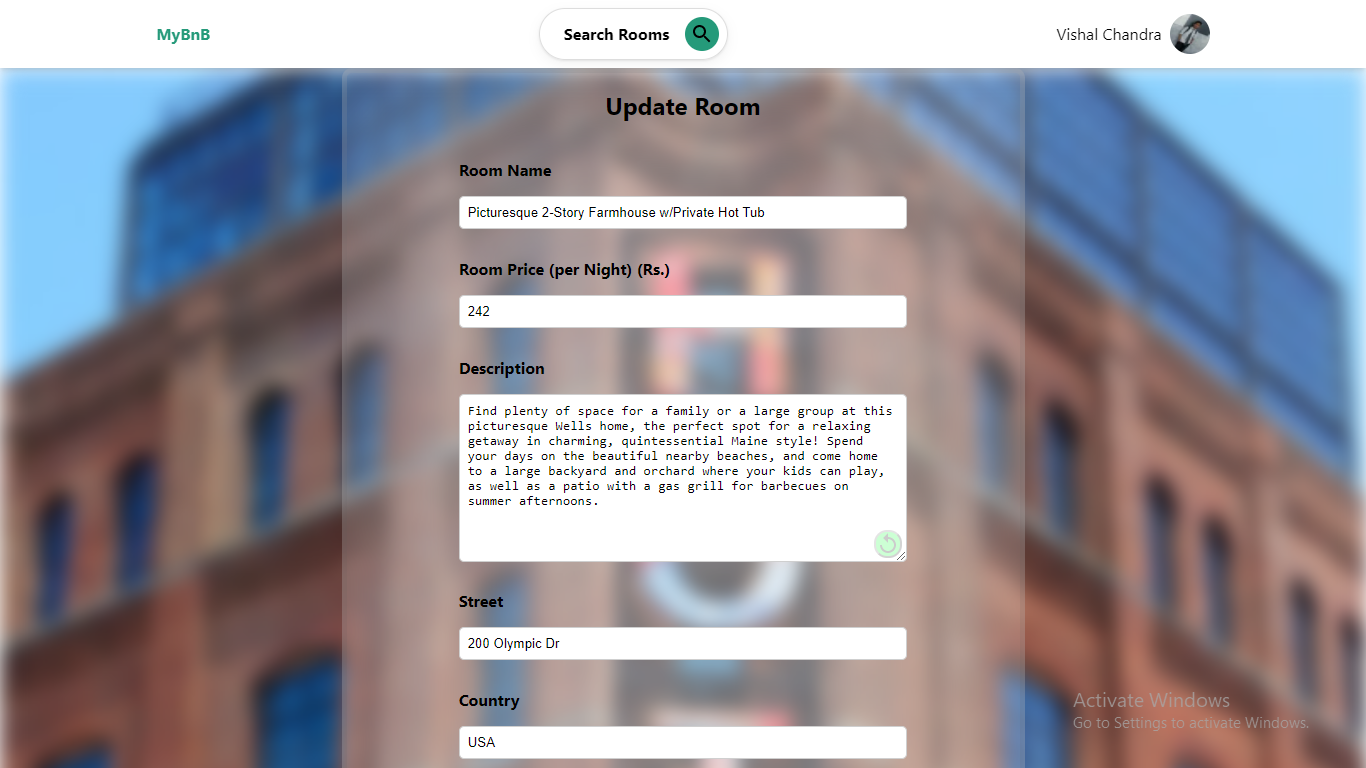 MyBnB
Search Rooms
Vishal Chandra
Update Room
Room Name
Picturesque 2-Story Farmhouse w/Private Hot Tub
Room Price (per Night) (Rs.)
242
Description
Find plenty of space for a family or a large group at this
picturesque Wells home, the perfect spot for a relaxing
getaway in charming, quintessential Maine style! Spend
your days on the beautiful nearby beaches, and come home
to a large backyard and orchard where your kids can play,
as well as a patio with a gas grill for barbecues on
summer afternoons.
Street
200 Olympic Dr
Country
USA
Activate Windows
Go to Settings to activate Windows.